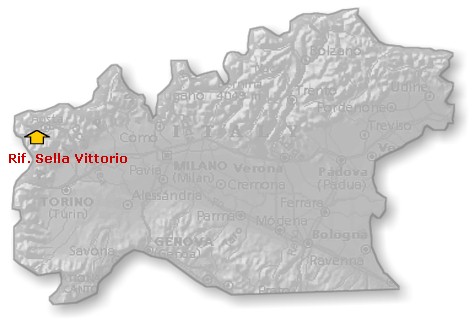 Bolzano
Trento
Udine
Pordenone
Treviso
Como
ITALY
Rif. Sella Vittorio
MILANO
(Milan)
Verona
Padova
(Padua)
Pavia
Cremona
TORINO
(Turin)
Alessandria
Parma
Ferrara
Modena
Bologna
GENOVA
Savona
Ravenna